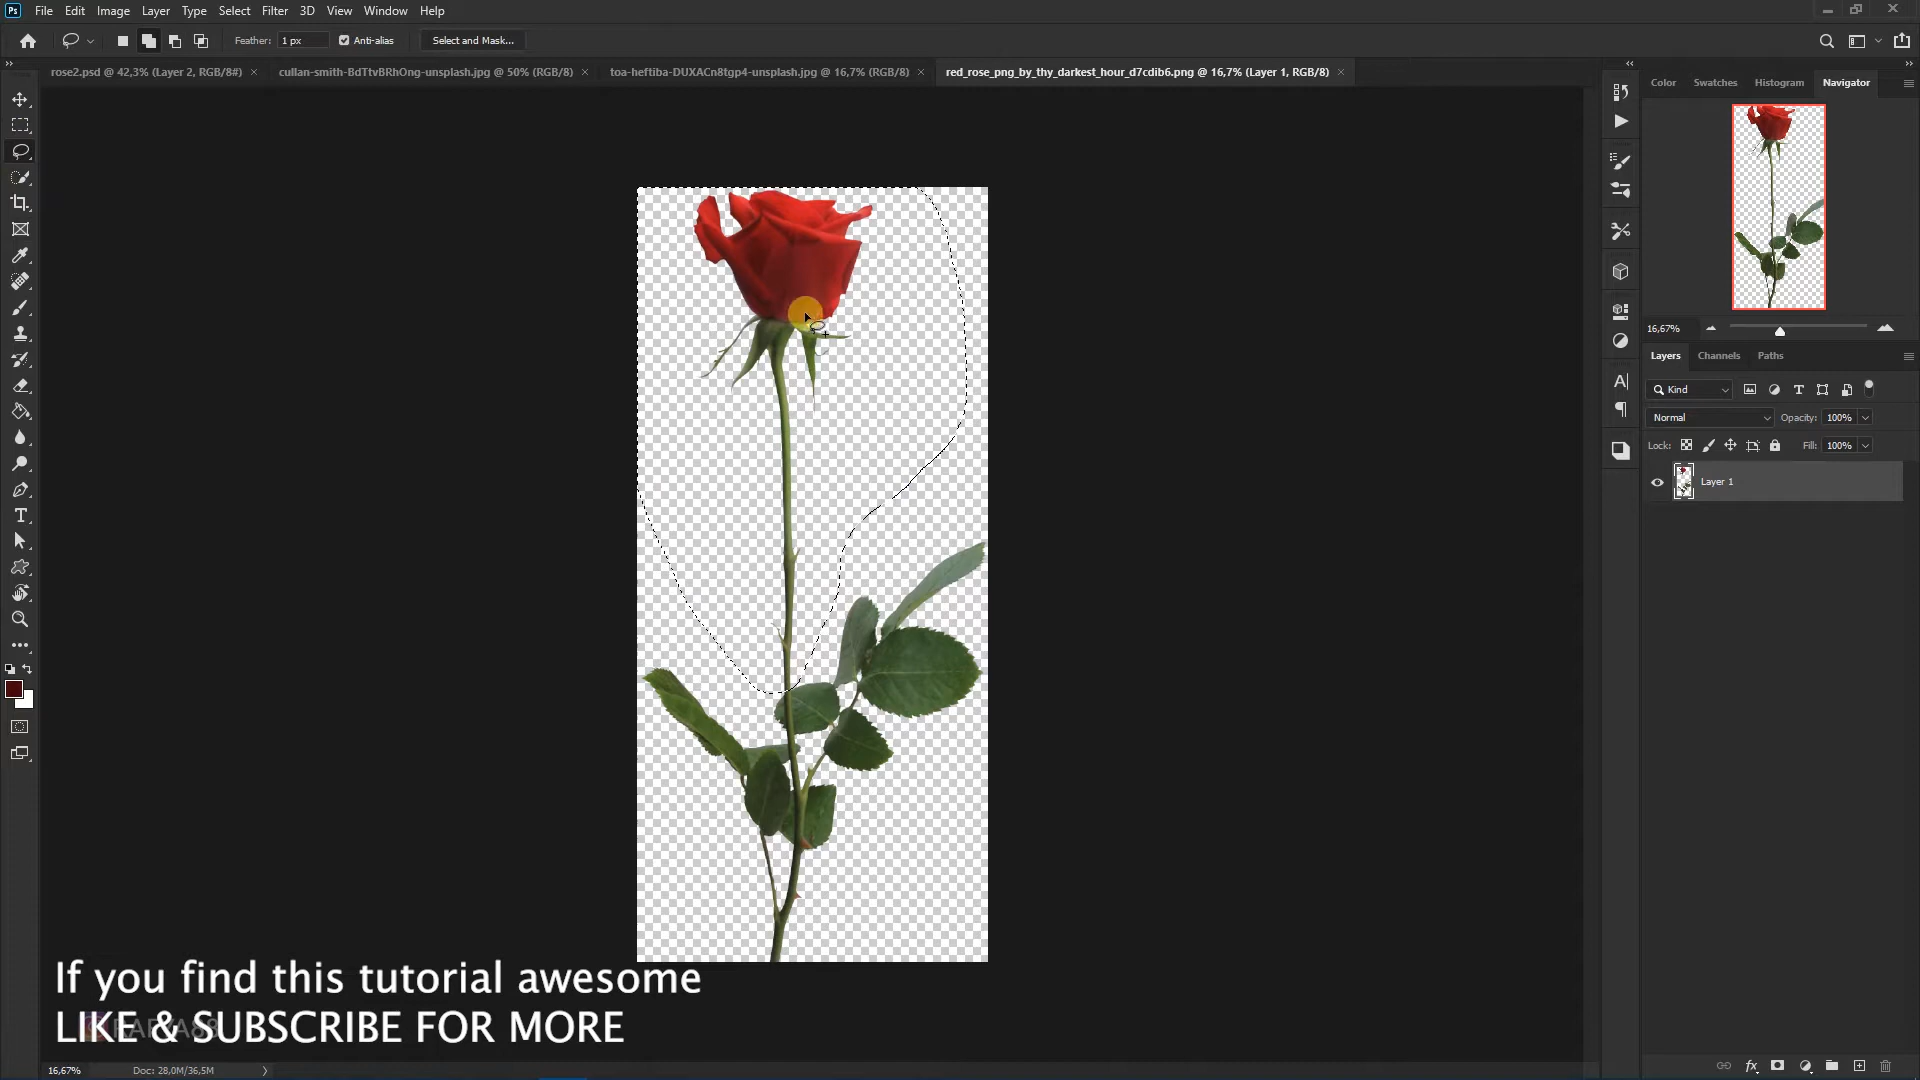 Ps File Edit Image Layer Type Select Filter 3D View Window Help
Feather: 1 px Anti-alias Select and Mask...
rose2.psd @ 42,3% (Layer 2, RGB/8#) cullan-smith-BdTtvBRhOng-unsplash.jpg @ 50% (RGB/8) toa-heftiba-DUXACn8tgp4-unsplash.jpg @ 16,7% (RGB/8) red_rose_png_by_thy_darkest_hour_d7cdib6.png @ 16,7% (Layer 1, RGB/8)
Color Swatches Histogram Navigator
16,67%
Layers Channels Paths
Kind
Normal Opacity: 100%
Lock: Fill: 100%
Layer 1
If you find this tutorial awesome
LIKE & SUBSCRIBE FOR MORE
16,67% Doc: 28,0M/36,5M
fx